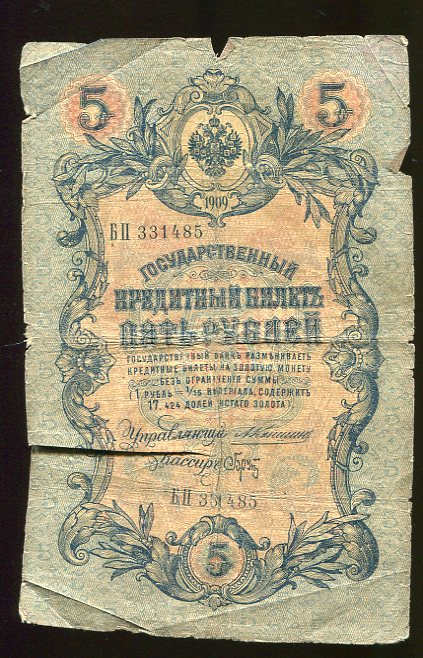 5 5
1909
БП 331485
ГОСУДАРСТВЕННЫЙ
КРЕДИТНЫЙ БИЛЕТЪ
ПЯТЬ РУБЛЕЙ
ГОСУДАРСТВЕННЫЙ БАНКЪ РАЗМѢНИВАЕТЪ
КРЕДИТНЫЕ БИЛЕТЫ НА ЗОЛОТУЮ МОНЕТУ
БЕЗЪ ОГРАНИЧЕНІЯ СУММЫ
(1 РУБЛЬ = 1/15 ИМПЕРІАЛА, СОДЕРЖИТЪ
17,424 ДОЛЕЙ ЧИСТАГО ЗОЛОТА).
Управляющій
Кассиръ
БП 331485
5